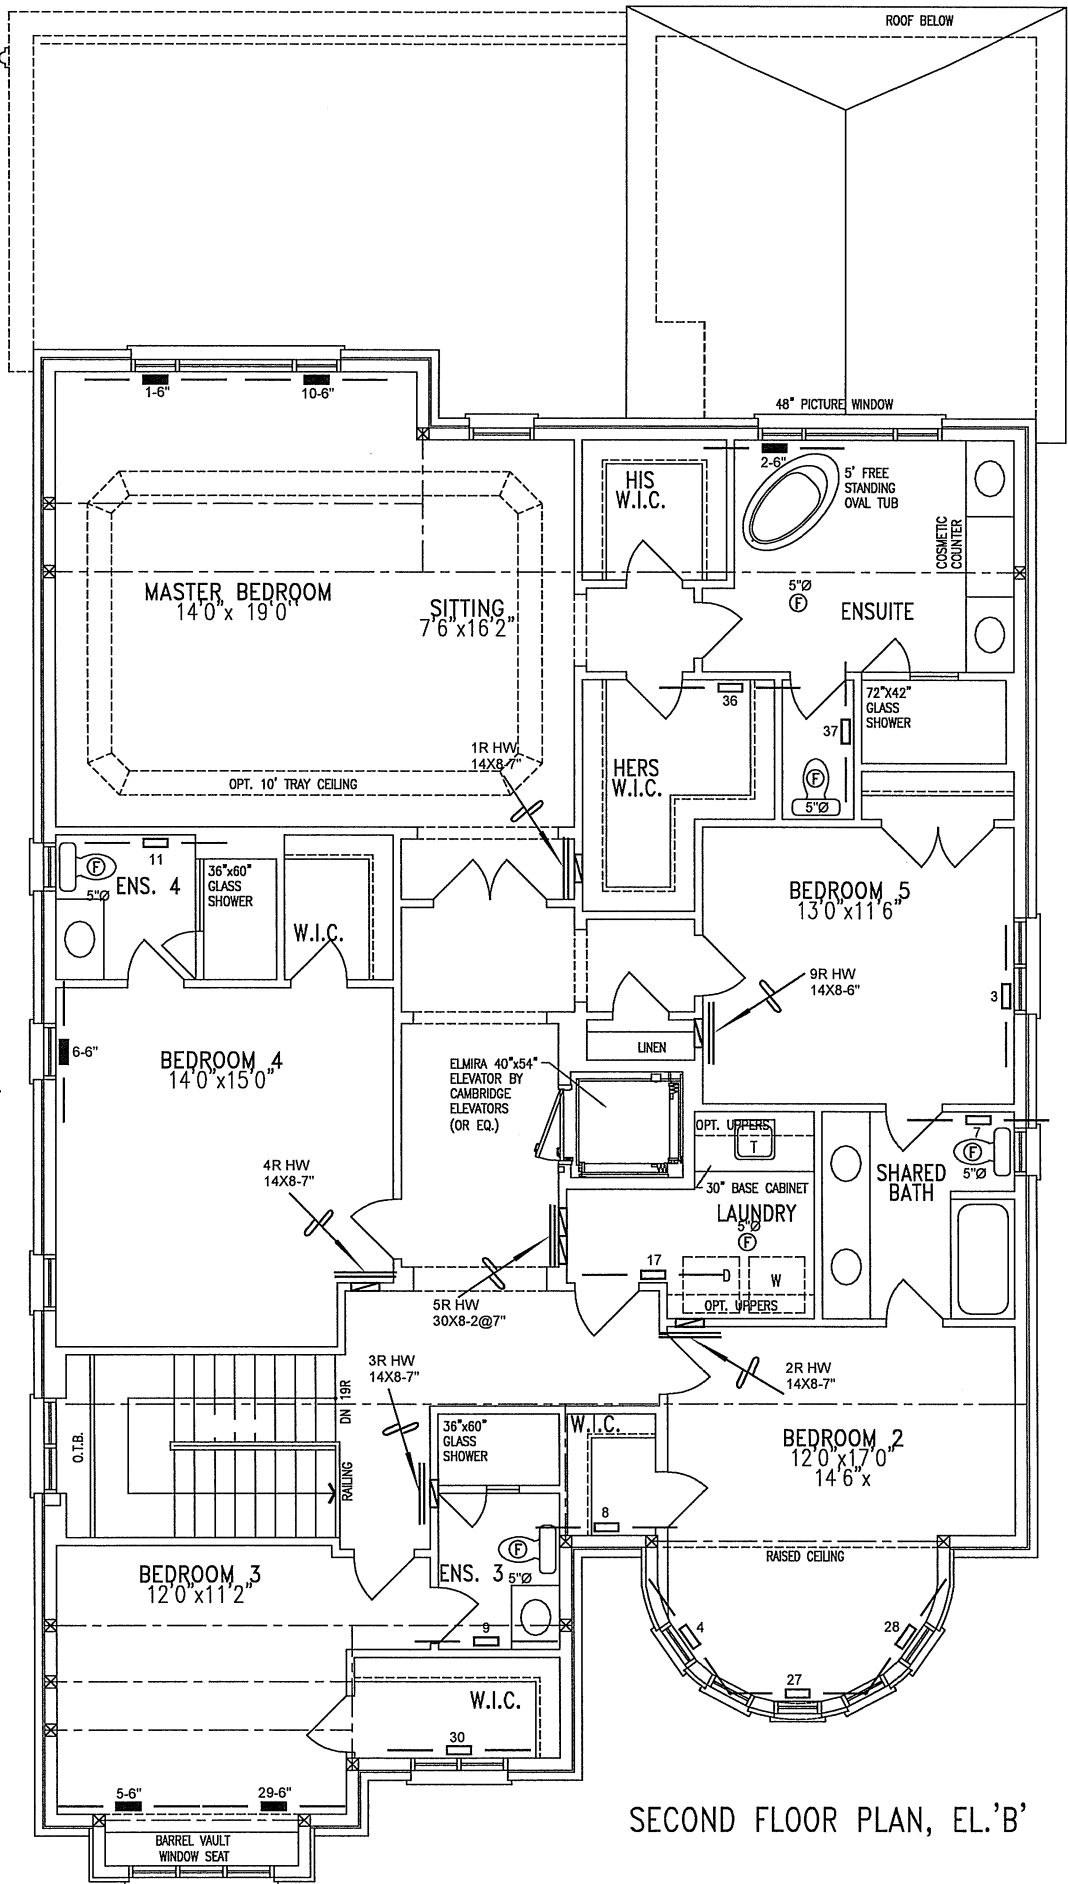 ROOF BELOW
1-6"
10-6"
48" PICTURE WINDOW
2-6"
HIS
W.I.C.
5' FREE
STANDING
OVAL TUB
COSMETIC
COUNTER
MASTER BEDROOM
14'0"x 19'0"
SITTING
7'6"x16'2"
5"Ø
F
ENSUITE
36
72"X42"
GLASS
SHOWER
37
1R HW
14X8-7"
HERS
W.I.C.
F
5"Ø
OPT. 10' TRAY CEILING
11
F
ENS. 4
5"Ø
36"x60"
GLASS
SHOWER
W.I.C.
BEDROOM 5
13'0"x11'6"
9R HW
14X8-6"
3
6-6"
BEDROOM 4
14'0"x15'0"
LINEN
ELMIRA 40"x54"
ELEVATOR BY
CAMBRIDGE
ELEVATORS
(OR EQ.)
OPT. UPPERS
T
7
F
5"Ø
SHARED
BATH
4R HW
14X8-7"
30" BASE CABINET
LAUNDRY
5"Ø
F
17
W
OPT. UPPERS
5R HW
30X8-2@7"
3R HW
14X8-7"
2R HW
14X8-7"
DN 19R
O.T.B.
RAILING
36"x60"
GLASS
SHOWER
W.I.C.
BEDROOM 2
12'0"x17'0"
14'6"x
8
RAISED CEILING
F
ENS. 3
5"Ø
BEDROOM 3
12'0"x11'2"
9
4
28
27
W.I.C.
30
5-6"
29-6"
BARREL VAULT
WINDOW SEAT
SECOND FLOOR PLAN, EL.'B'